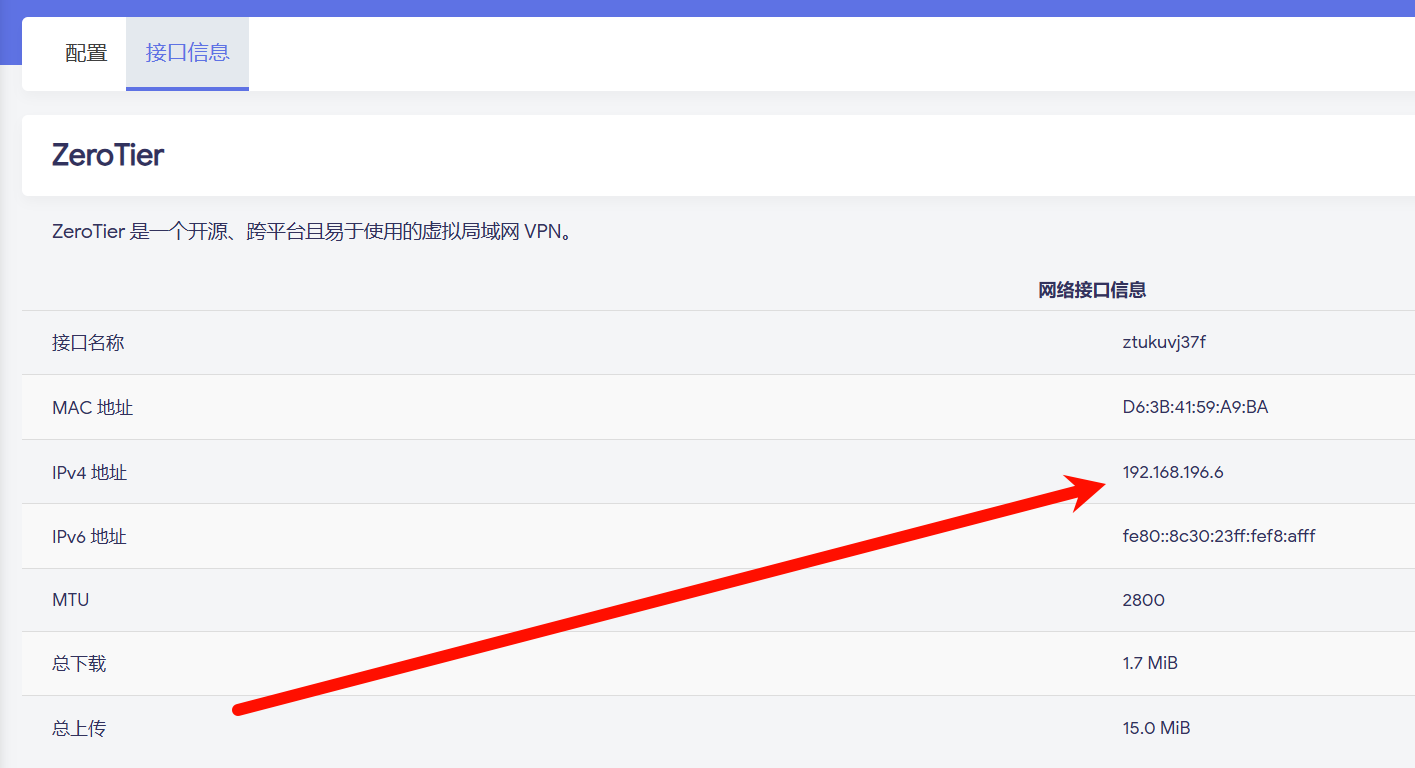 配置 接口信息
ZeroTier
ZeroTier 是一个开源、跨平台且易于使用的虚拟局域网 VPN。
网络接口信息
接口名称 ztukuvj37f
MAC 地址 D6:3B:41:59:A9:BA
IPv4 地址 192.168.196.6
IPv6 地址 fe80::8c30:23ff:fef8:afff
MTU 2800
总下载 1.7 MiB
总上传 15.0 MiB